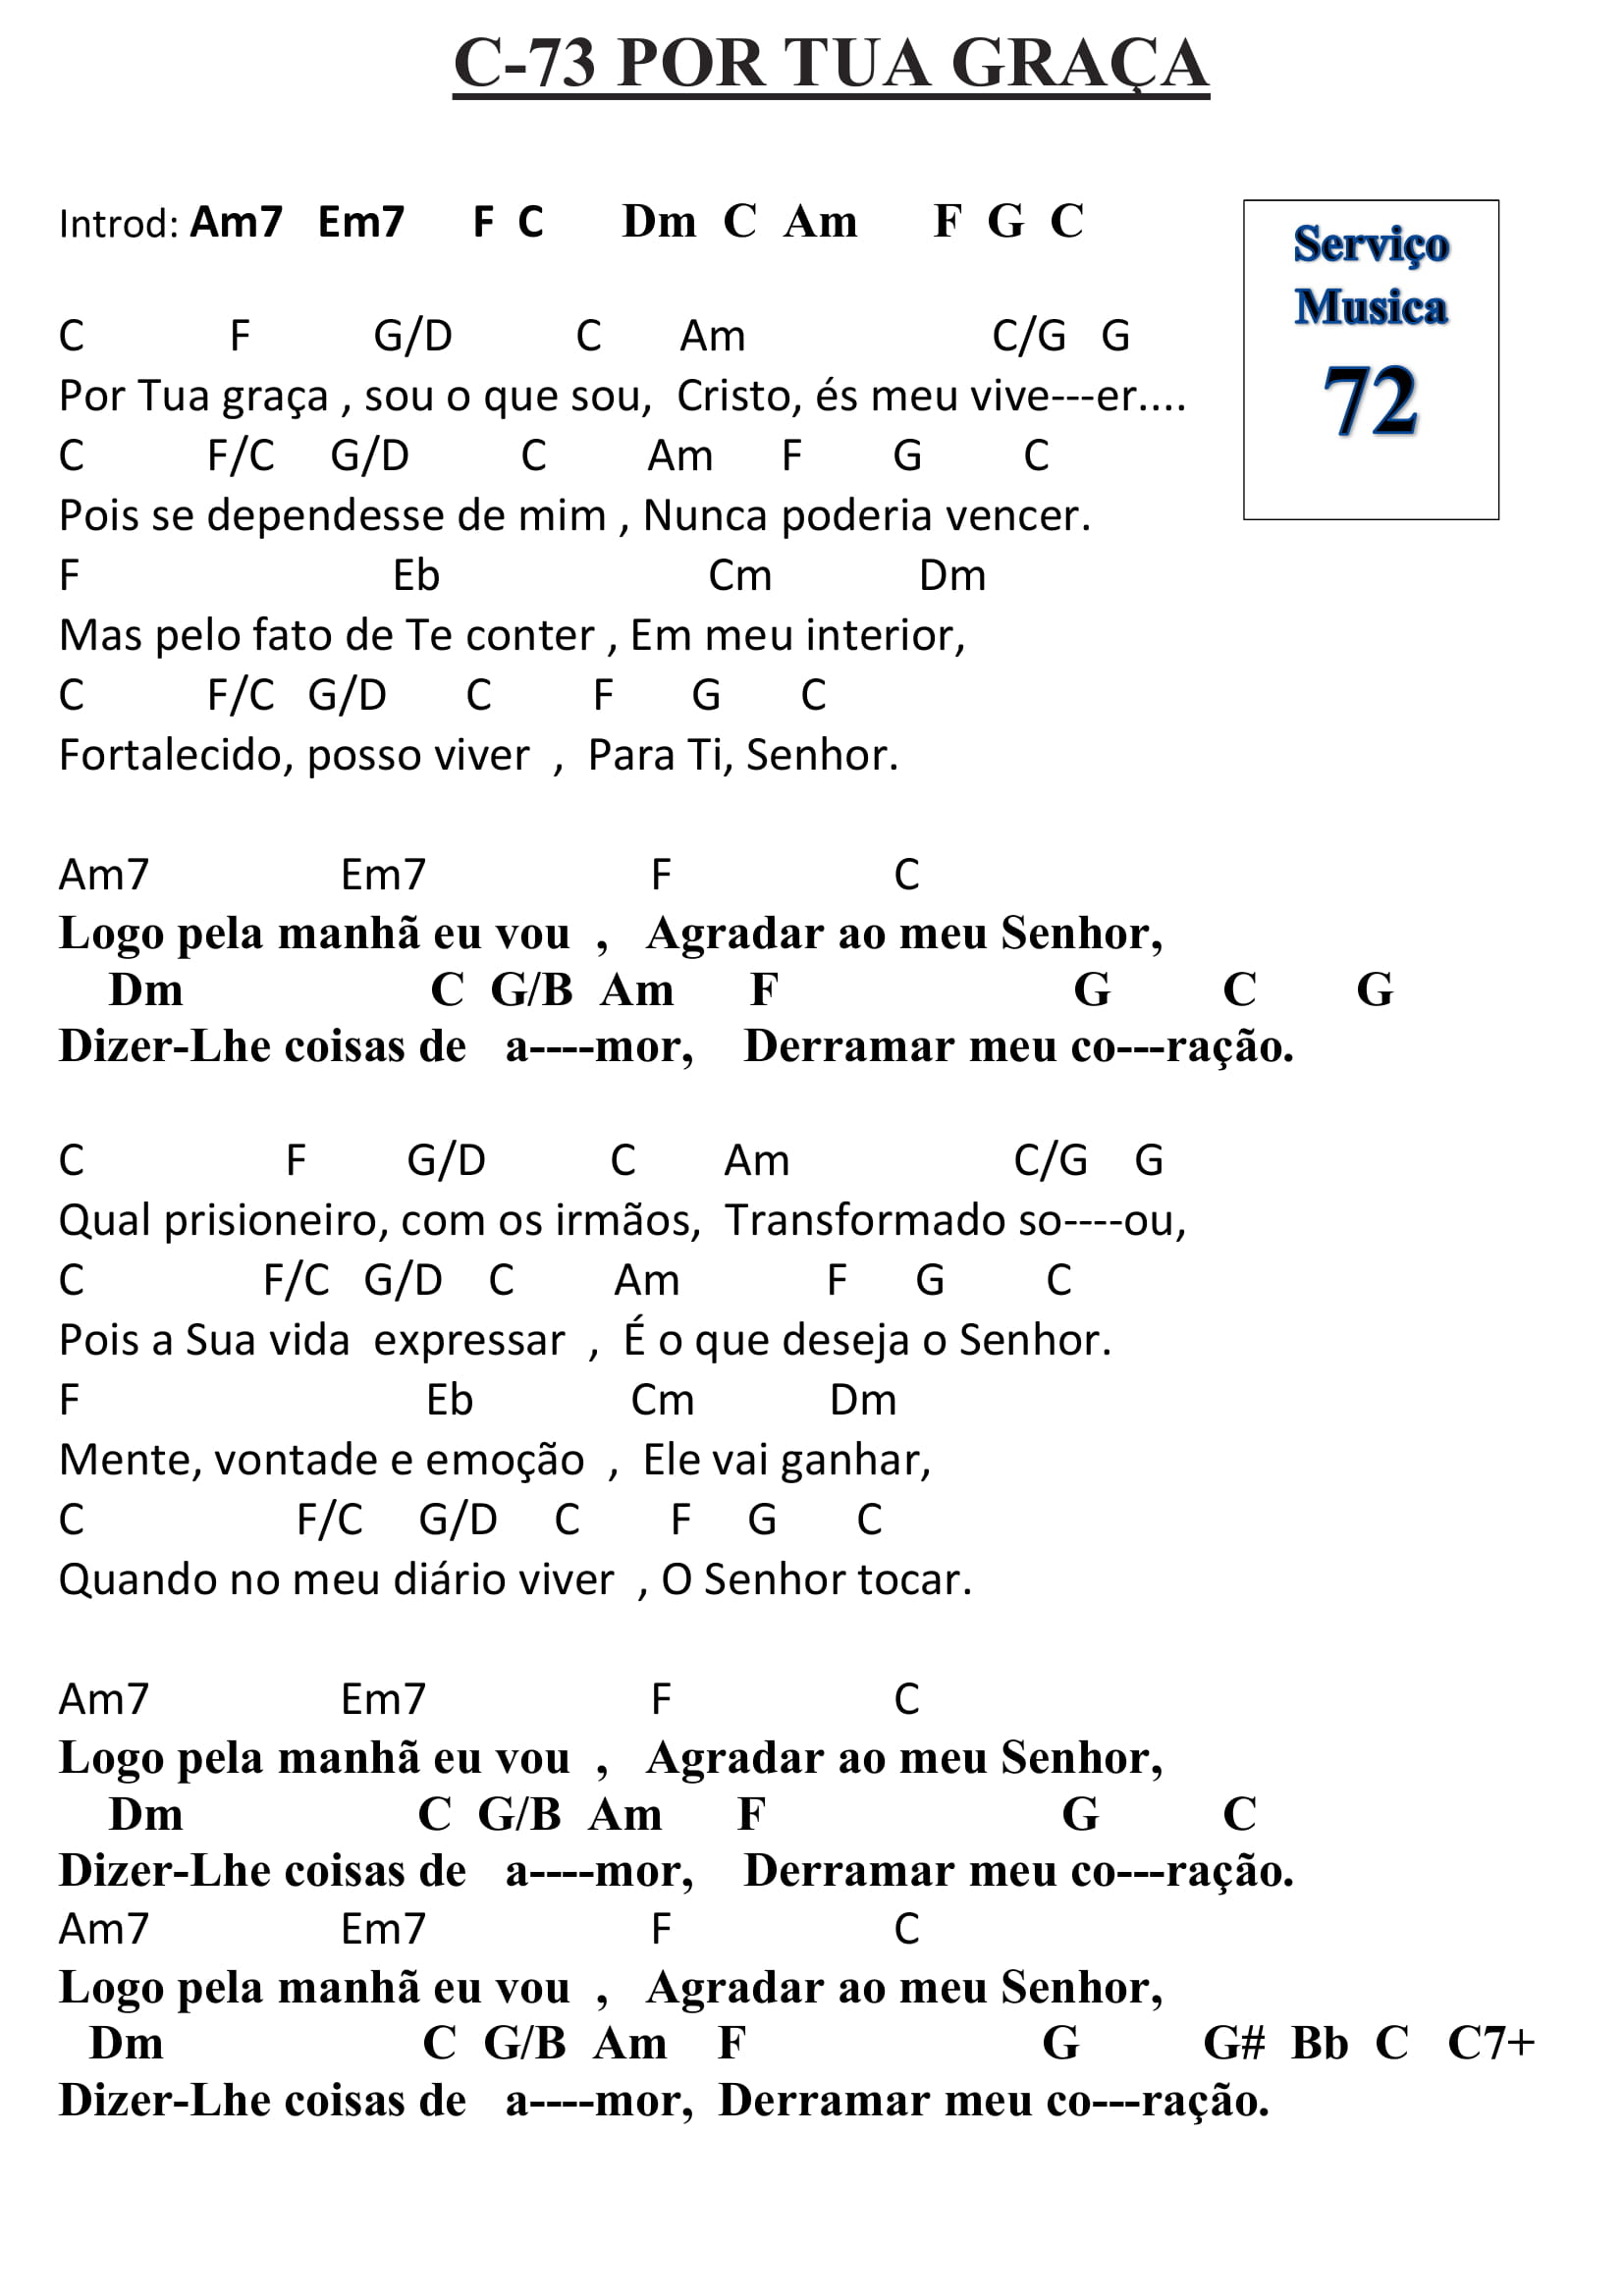 C-73 POR TUA GRAÇA
Introd: Am7 Em7 F C Dm C Am F G C
Serviço
Musica
72
C F G/D C Am C/G G
Por Tua graça , sou o que sou, Cristo, és meu vive---er....
C F/C G/D C Am F G C
Pois se dependesse de mim , Nunca poderia vencer.
F Eb Cm Dm
Mas pelo fato de Te conter , Em meu interior,
C F/C G/D C F G C
Fortalecido, posso viver , Para Ti, Senhor.
Am7 Em7 F C
Logo pela manhã eu vou , Agradar ao meu Senhor,
Dm C G/B Am F G C G
Dizer-Lhe coisas de a----mor, Derramar meu co---ração.
C F G/D C Am C/G G
Qual prisioneiro, com os irmãos, Transformado so----ou,
C F/C G/D C Am F G C
Pois a Sua vida expressar , É o que deseja o Senhor.
F Eb Cm Dm
Mente, vontade e emoção , Ele vai ganhar,
C F/C G/D C F G C
Quando no meu diário viver , O Senhor tocar.
Am7 Em7 F C
Logo pela manhã eu vou , Agradar ao meu Senhor,
Dm C G/B Am F G C
Dizer-Lhe coisas de a----mor, Derramar meu co---ração.
Am7 Em7 F C
Logo pela manhã eu vou , Agradar ao meu Senhor,
Dm C G/B Am F G G# Bb C C7+
Dizer-Lhe coisas de a----mor, Derramar meu co---ração.